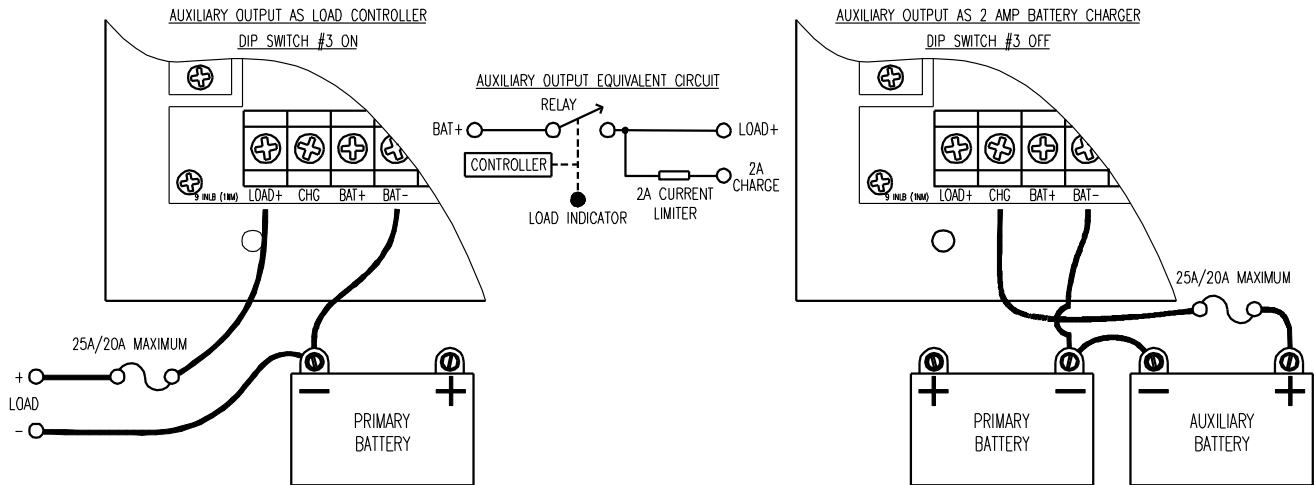 AUXILIARY OUTPUT AS LOAD CONTROLLER
DIP SWITCH #3 ON
9 INLB (1NM)
LOAD+
CHG
BAT+
BAT-
25A/20A MAXIMUM
+
LOAD
-
-
+
PRIMARY
BATTERY
AUXILIARY OUTPUT EQUIVALENT CIRCUIT
RELAY
BAT+
LOAD+
CONTROLLER
2A
CHARGE
2A CURRENT
LIMITER
LOAD INDICATOR
AUXILIARY OUTPUT AS 2 AMP BATTERY CHARGER
DIP SWITCH #3 OFF
9 INLB (1NM)
LOAD+
CHG
BAT+
BAT-
25A/20A MAXIMUM
+
-
PRIMARY
BATTERY
-
+
AUXILIARY
BATTERY